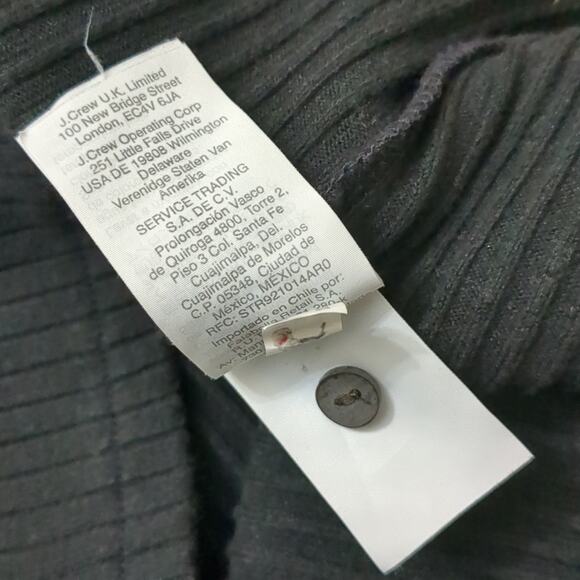 J.Crew U.K. Limited
100 New Bridge Street
London, EC4V 6JA
J.Crew Operating Corp
251 Little Falls Drive
USA DE 19808 Wilmington
Delaware
Verenidge Staten Van
Amerika
SERVICE TRADING
S.A. DE C.V.
Prolongación Vasco
de Quiroga 4800, Torre 2,
Piso 3 Col. Santa Fe
Cuajimalpa, Del.
Cuajimalpa de Morelos
C.P. 05348, Ciudad de
México, MÉXICO
RFC: STR921014AR0
Importado en Chile por:
Retail S.A.